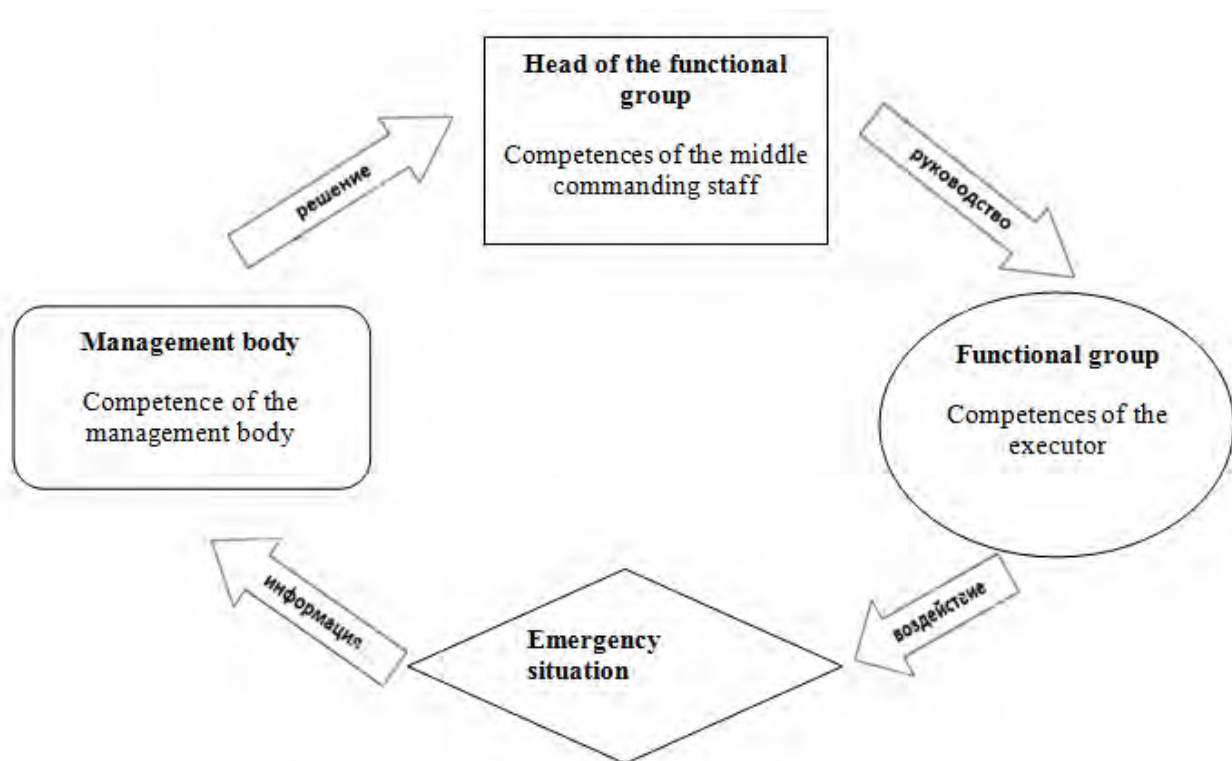 Head of the functional
group
Competences of the middle
commanding staff
решение
руководство
Management body
Competence of the
management body
Functional group
Competences of the
executor
информация
воздействие
Emergency
situation